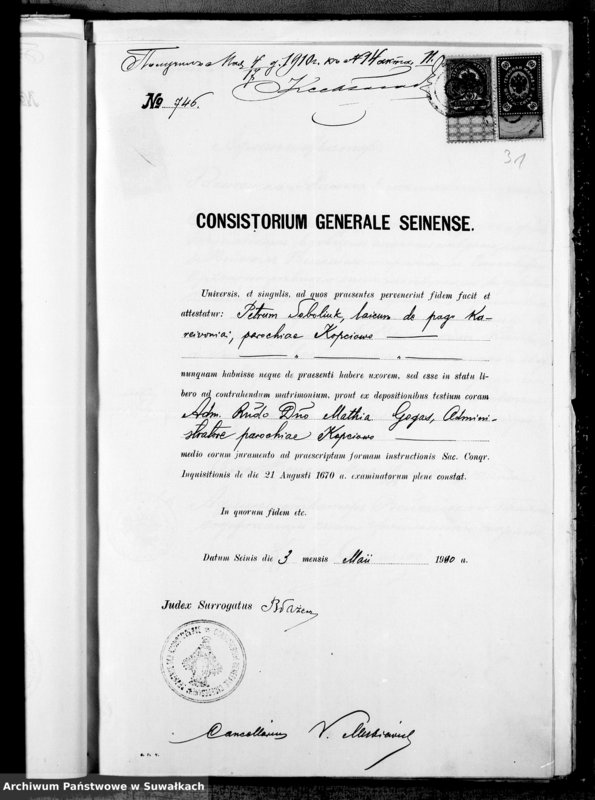 1910 г.
№ 746.
31
CONSISTORIUM GENERALE SEINENSE.
Universis, et singulis, ad quos praesentes pervenerint fidem facit et
attestatur: Petrum Saboliuk, laicum de pago Ka-
reivonia, parochiae Kopciowo
nunquam habuisse neque de praesenti habere uxorem, sed esse in statu li-
bero ad contrahendum matrimonium, prout ex depositionibus testium coram
Adm. Rndo Dno Mathia Gegas, Admini-
stratore parochiae Kopciowo
medio eorum juramento ad praescriptam formam instructionis Sac. Congr.
Inquisitionis de die 21 Augusti 1670 a. examinatorum plene constat.
In quorum fidem etc.
Datum Seinis die 3 mensis Maii 1910 a.
Judex Surrogatus
Cancellarius V.
Archiwum Państwowe w Suwałkach